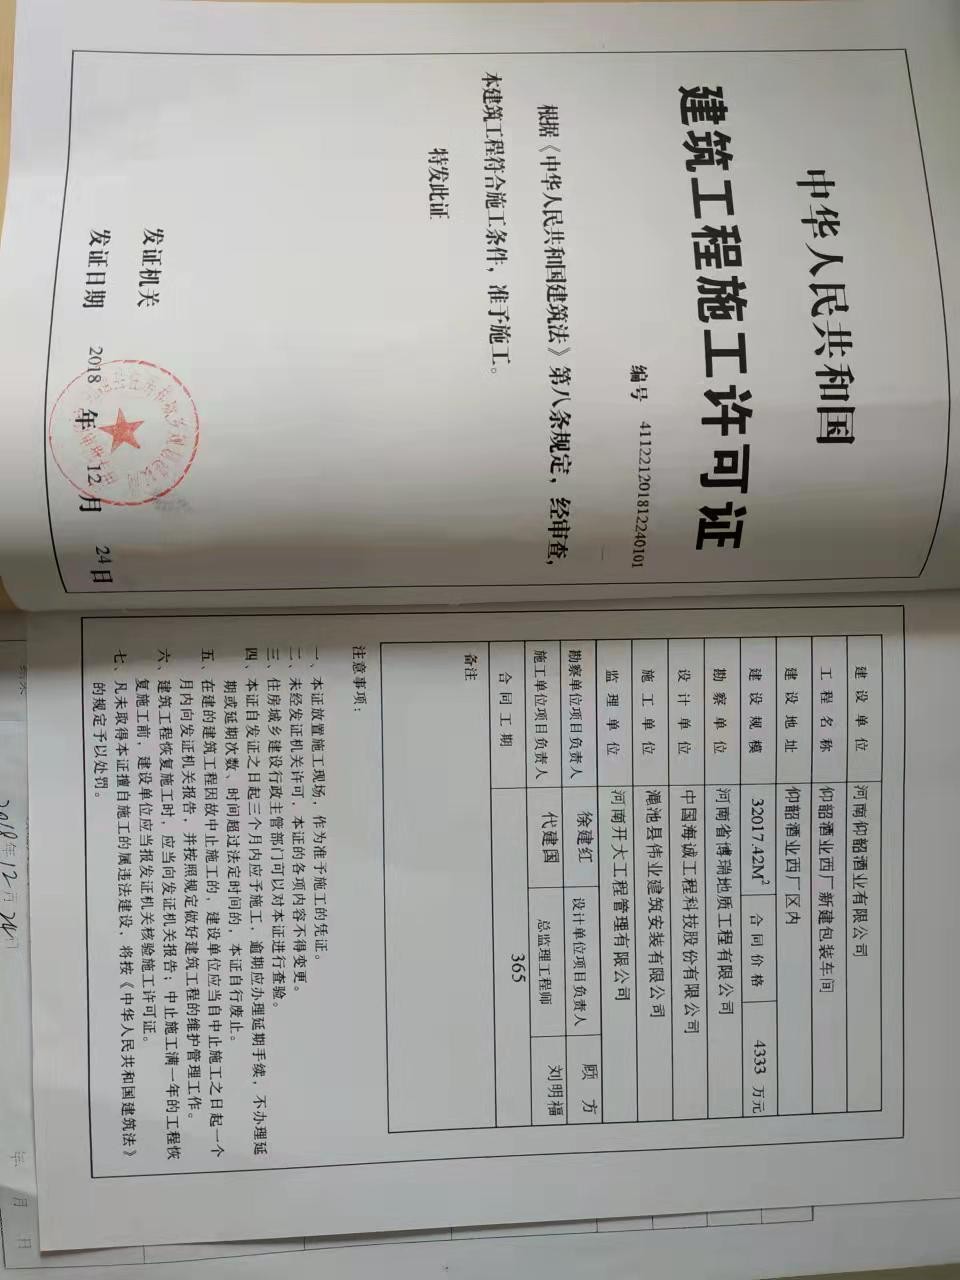 中华人民共和国
建筑工程施工许可证
编号 411221201812240101
根据《中华人民共和国建筑法》第八条规定，经审查，
本建筑工程符合施工条件，准予施工。
特发此证
发证机关
发证日期 2018 年 12 月 24 日
建设单位 河南仰韶酒业有限公司
工程名称 仰韶酒业西厂新建包装车间
建设地址 仰韶酒业西厂区内
建设规模 32017.42M² 合同价格 4333 万元
勘察单位 河南省傅瑞地质工程有限公司
设计单位 中国海诚工程科技股份有限公司
施工单位 渑池县伟业建筑安装有限公司
监理单位 河南开大工程管理有限公司
勘察单位项目负责人 徐建红 设计单位项目负责人 顾方
施工单位项目负责人 代建国 总监理工程师 刘明福
合同工期 365
备注
注意事项：
一、本证放置施工现场，作为准予施工的凭证。
二、未经发证机关许可，本证的各项内容不得变更。
三、住房城乡建设行政主管部门可以对本证进行查验。
四、本证自发证之日起三个月内应予施工，逾期应办理延期手续，不办理延
期或延期次数、时间超过法定时间的，本证自行废止。
五、在建的建筑工程因故中止施工的，建设单位应当自中止施工之日起一个
月内向发证机关报告，并按照规定做好建筑工程的维护管理工作。
六、建筑工程恢复施工时，应当向发证机关报告；中止施工满一年的工程恢
复施工前，建设单位应当报发证机关核验施工许可证。
七、凡未取得本证擅自施工的属违法建设，将按《中华人民共和国建筑法》
的规定予以处罚。
2018年12月24日
年 月 日